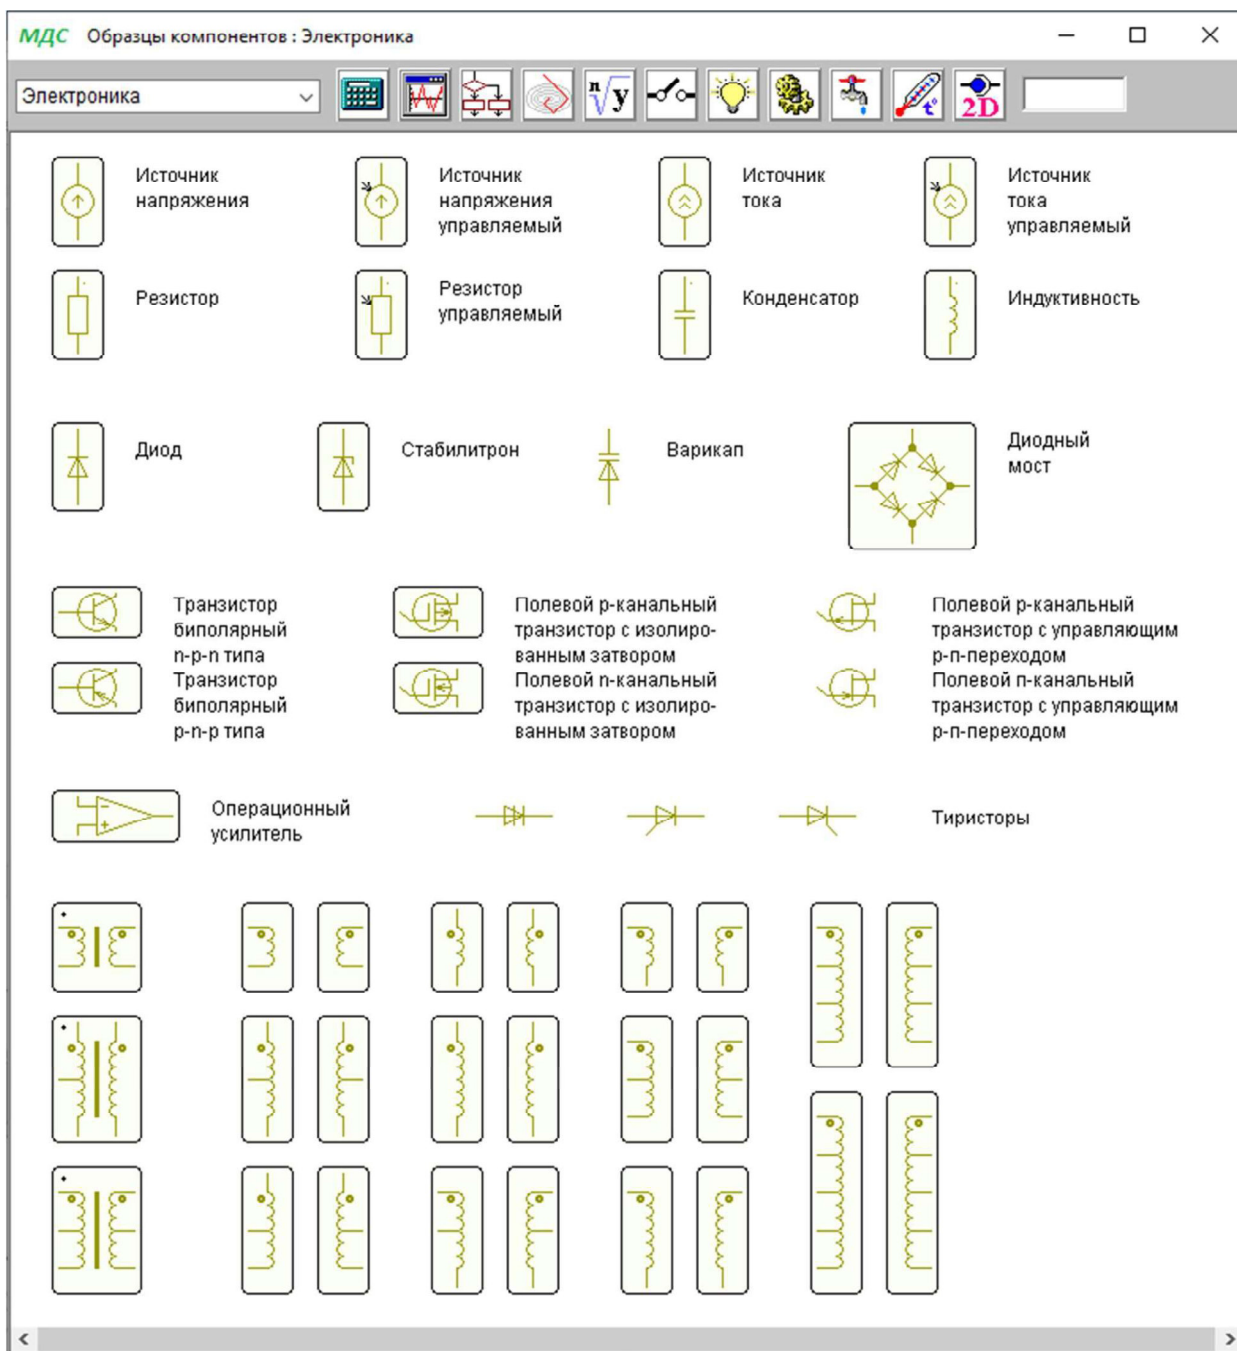 МДС Образцы компонентов : Электроника
Электроника
n√y
t°
2D
Источник
напряжения
Источник
напряжения
управляемый
Источник
тока
Источник
тока
управляемый
Резистор
Резистор
управляемый
Конденсатор
Индуктивность
Диод
Стабилитрон
Варикап
Диодный
мост
Транзистор
биполярный
n-p-n типа
Полевой p-канальный
транзистор с изолиро-
ванным затвором
Полевой p-канальный
транзистор с управляющим
p-n-переходом
Транзистор
биполярный
p-n-p типа
Полевой n-канальный
транзистор с изолиро-
ванным затвором
Полевой n-канальный
транзистор с управляющим
p-n-переходом
Операционный
усилитель
Тиристоры